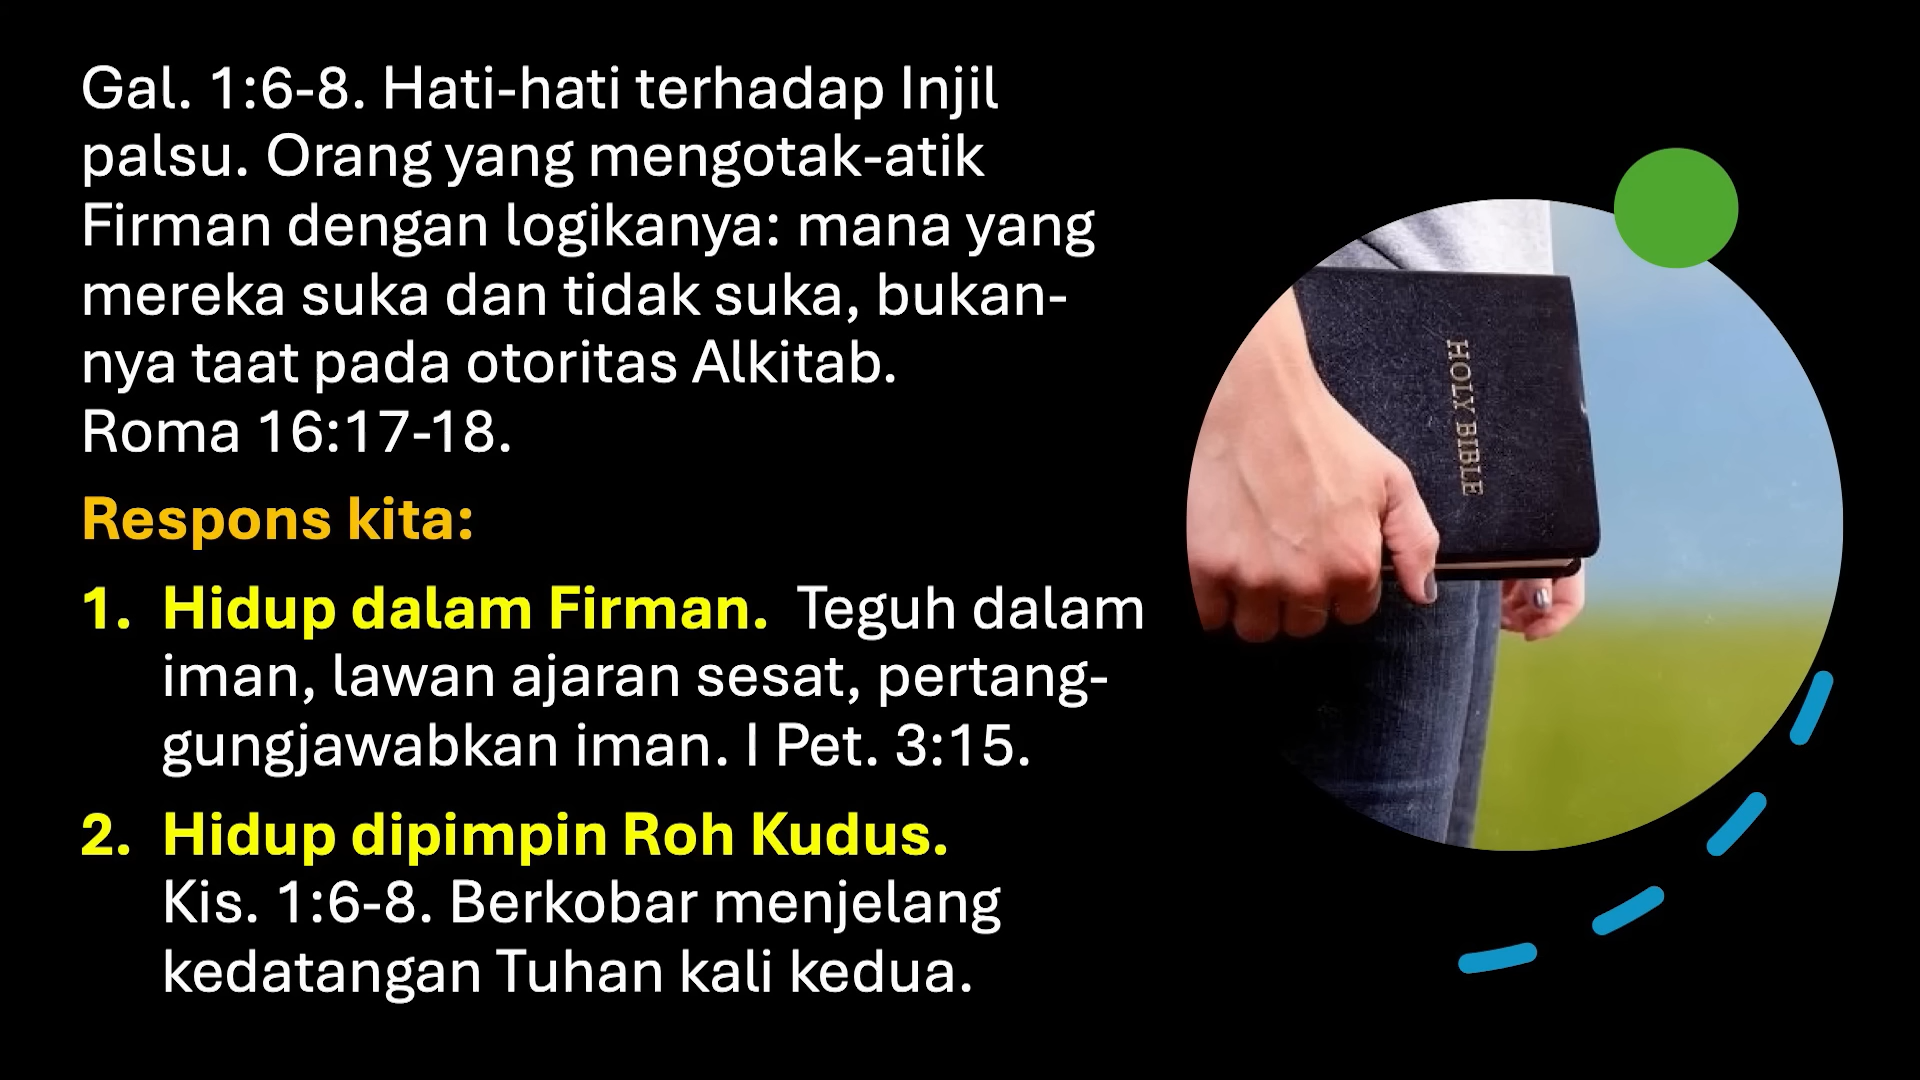 Gal. 1:6-8. Hati-hati terhadap Injil
palsu. Orang yang mengotak-atik
Firman dengan logikanya: mana yang
mereka suka dan tidak suka, bukan-
nya taat pada otoritas Alkitab.
Roma 16:17-18.
Respons kita:
1. Hidup dalam Firman. Teguh dalam
iman, lawan ajaran sesat, pertang-
gungjawabkan iman. I Pet. 3:15.
2. Hidup dipimpin Roh Kudus.
Kis. 1:6-8. Berkobar menjelang
kedatangan Tuhan kali kedua.
HOLY BIBLE